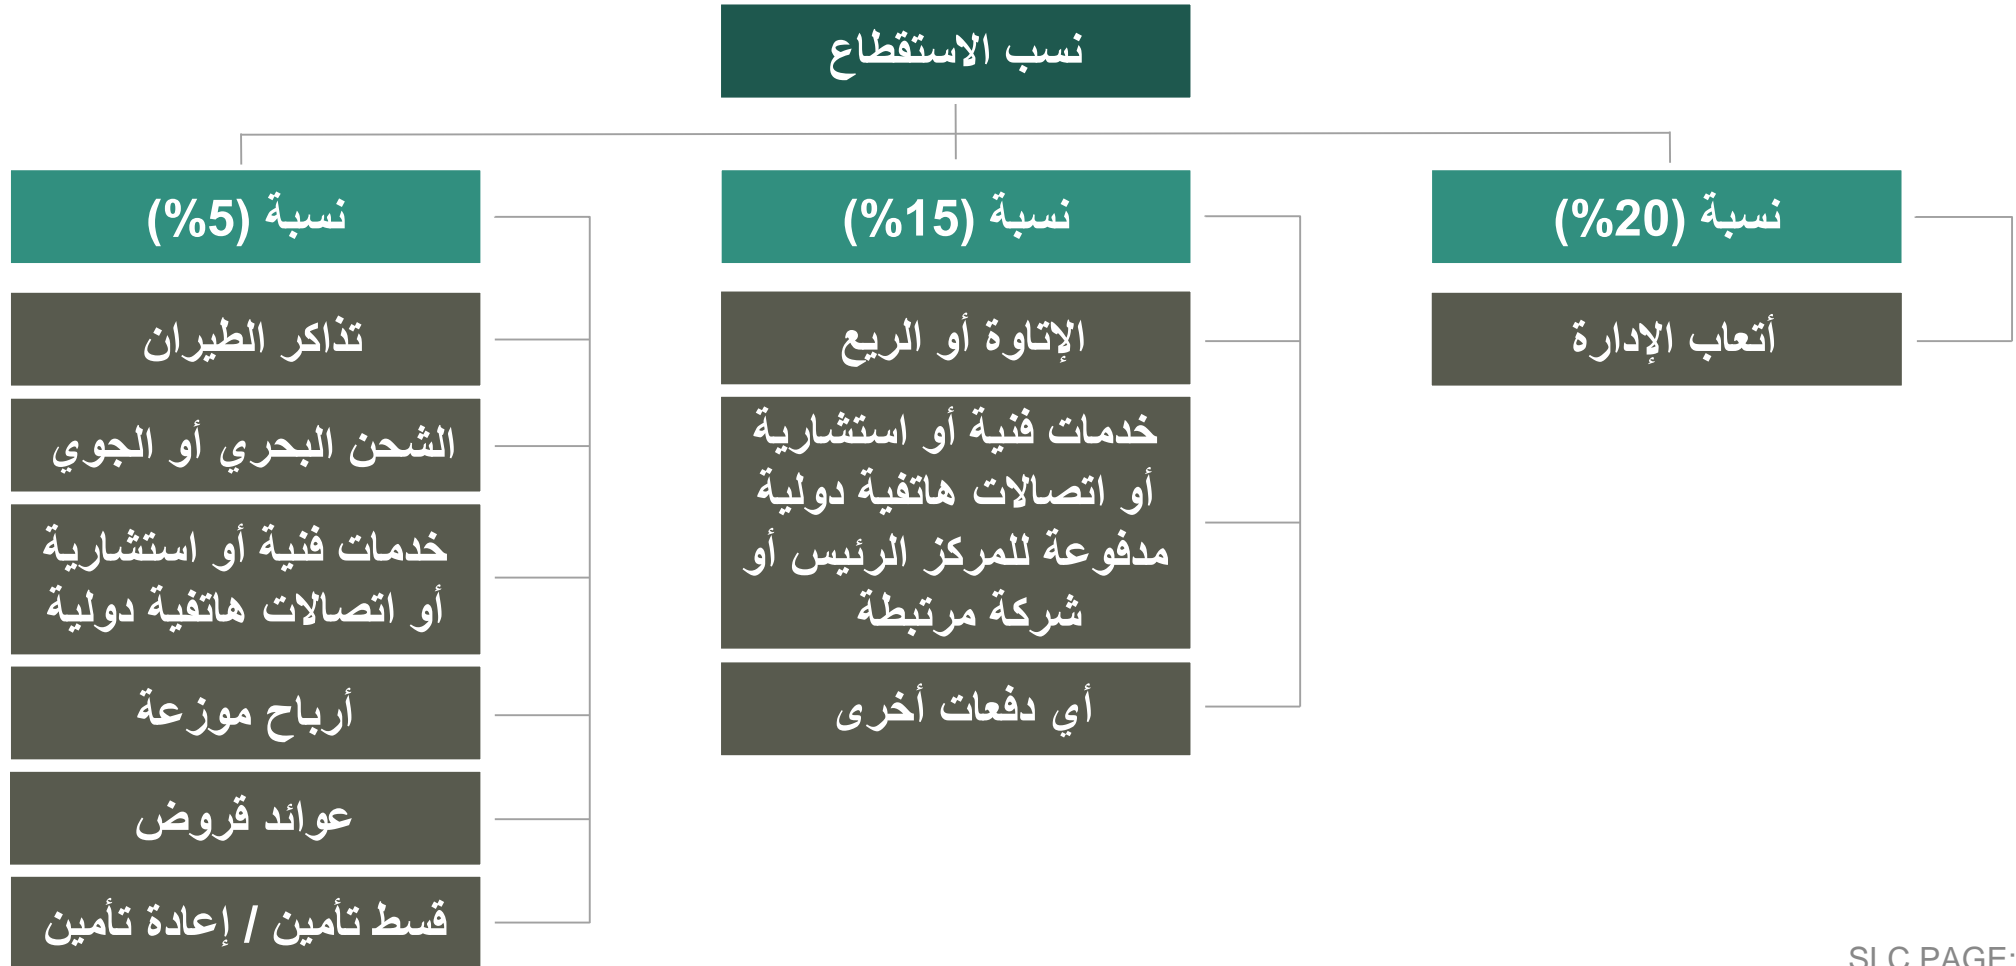 نسب الاستقطاع
نسبة (20%)
أتعاب الإدارة
نسبة (15%)
الإتاوة أو الريع
خدمات فنية أو استشارية
أو اتصالات هاتفية دولية
مدفوعة للمركز الرئيس أو
شركة مرتبطة
أي دفعات أخرى
نسبة (5%)
تذاكر الطيران
الشحن البحري أو الجوي
خدمات فنية أو استشارية
أو اتصالات هاتفية دولية
أرباح موزعة
عوائد قروض
قسط تأمين / إعادة تأمين
SLC PAGE: